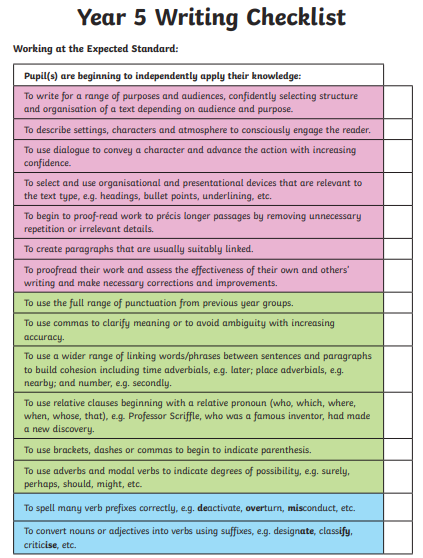 Year 5 Writing Checklist
Working at the Expected Standard:
Pupil(s) are beginning to independently apply their knowledge:
To write for a range of purposes and audiences, confidently selecting structure
and organisation of a text depending on audience and purpose.
To describe settings, characters and atmosphere to consciously engage the reader.
To use dialogue to convey a character and advance the action with increasing
confidence.
To select and use organisational and presentational devices that are relevant to
the text type, e.g. headings, bullet points, underlining, etc.
To begin to proof-read work to précis longer passages by removing unnecessary
repetition or irrelevant details.
To create paragraphs that are usually suitably linked.
To proofread their work and assess the effectiveness of their own and others’
writing and make necessary corrections and improvements.
To use the full range of punctuation from previous year groups.
To use commas to clarify meaning or to avoid ambiguity with increasing
accuracy.
To use a wider range of linking words/phrases between sentences and paragraphs
to build cohesion including time adverbials, e.g. later; place adverbials, e.g.
nearby; and number, e.g. secondly.
To use relative clauses beginning with a relative pronoun (who, which, where,
when, whose, that), e.g. Professor Scriffle, who was a famous inventor, had made
a new discovery.
To use brackets, dashes or commas to begin to indicate parenthesis.
To use adverbs and modal verbs to indicate degrees of possibility, e.g. surely,
perhaps, should, might, etc.
To spell many verb prefixes correctly, e.g. deactivate, overturn, misconduct, etc.
To convert nouns or adjectives into verbs using suffixes, e.g. designate, classify,
criticise, etc.